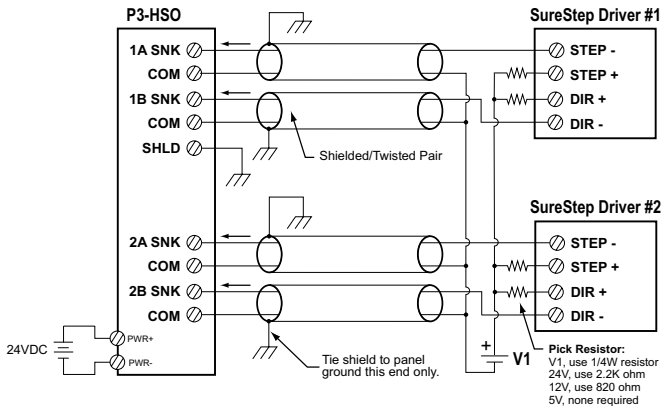 P3-HSO
1A SNK
COM
1B SNK
COM
SHLD
2A SNK
COM
2B SNK
COM
PWR+
PWR-
24VDC
Shielded/Twisted Pair
Tie shield to panel
ground this end only.
SureStep Driver #1
STEP -
STEP +
DIR +
DIR -
SureStep Driver #2
STEP -
STEP +
DIR +
DIR -
+
V1
Pick Resistor:
V1, use 1/4W resistor
24V, use 2.2K ohm
12V, use 820 ohm
5V, none required